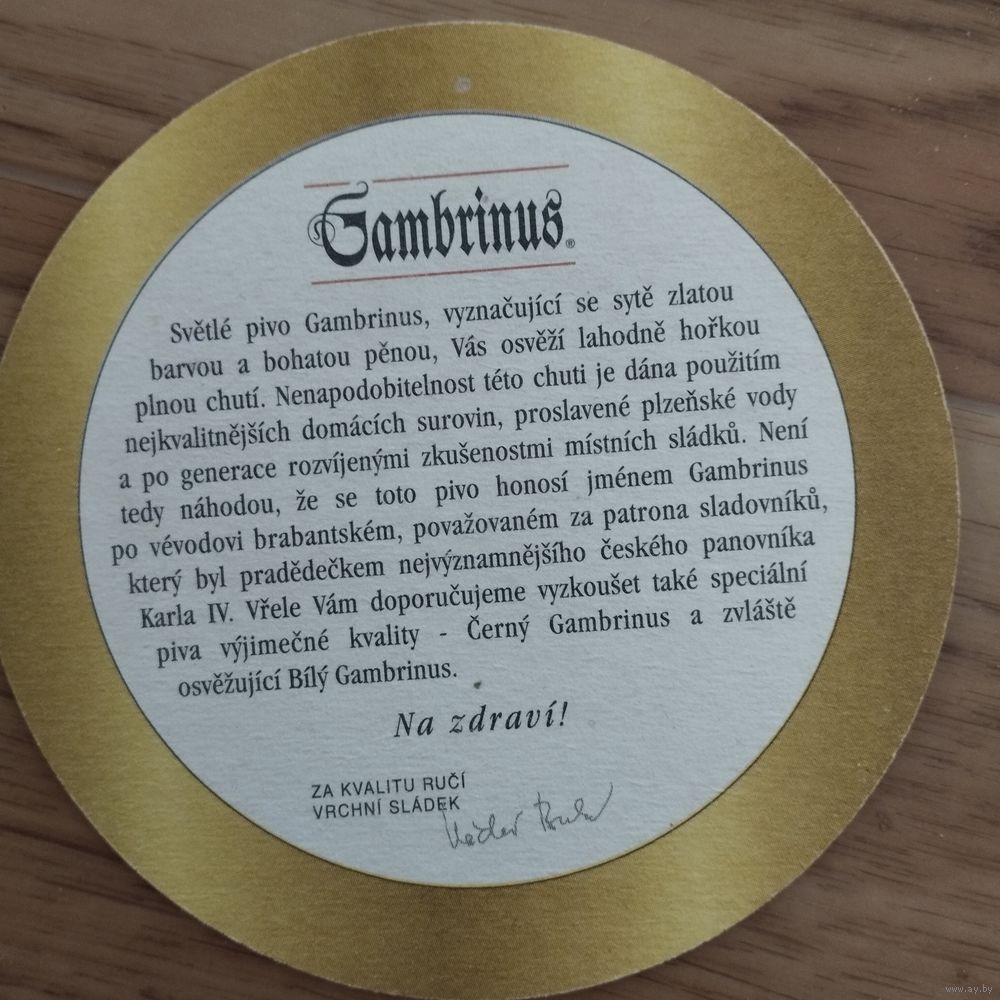 Gambrinus®
Světlé pivo Gambrinus, vyznačující se sytě zlatou
barvou a bohatou pěnou, Vás osvěží lahodně hořkou
plnou chutí. Nenapodobitelnost této chuti je dána použitím
nejkvalitnějších domácích surovin, proslavené plzeňské vody
a po generace rozvíjenými zkušenostmi místních sládků. Není
tedy náhodou, že se toto pivo honosí jménem Gambrinus
po vévodovi brabantském, považovaném za patrona sladovníků,
který byl pradědečkem nejvýznamnějšího českého panovníka
Karla IV. Vřele Vám doporučujeme vyzkoušet také speciální
piva výjimečné kvality - Černý Gambrinus a zvláště
osvěžující Bílý Gambrinus.
Na zdraví!
ZA KVALITU RUČÍ
VRCHNÍ SLÁDEK
www.ay.by